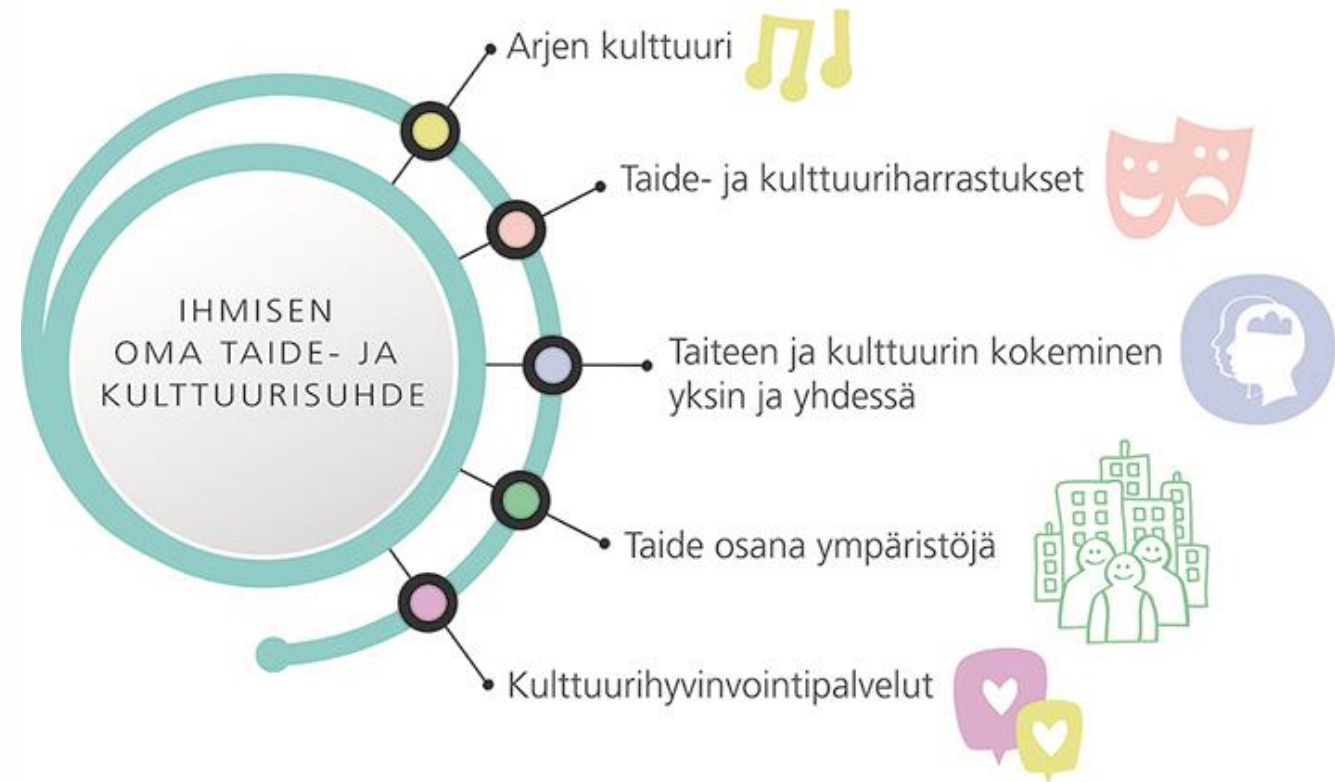 Arjen kulttuuri
Taide- ja kulttuuriharrastukset
IHMISEN
OMA TAIDE- JA
KULTTUURISUHDE
Taiteen ja kulttuurin kokeminen
yksin ja yhdessä
Taide osana ympäristöjä
Kulttuurihyvinvointipalvelut